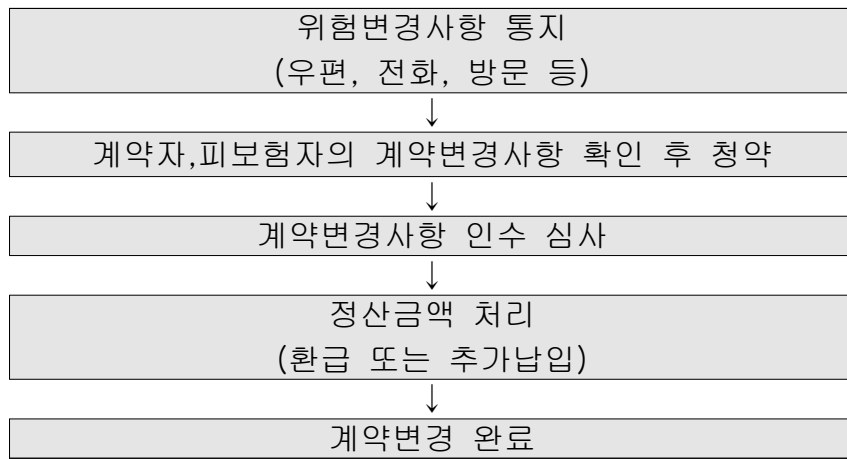 위험변경사항 통지
(우편, 전화, 방문 등)
↓
계약자,피보험자의 계약변경사항 확인 후 청약
↓
계약변경사항 인수 심사
↓
정산금액 처리
(환급 또는 추가납입)
↓
계약변경 완료